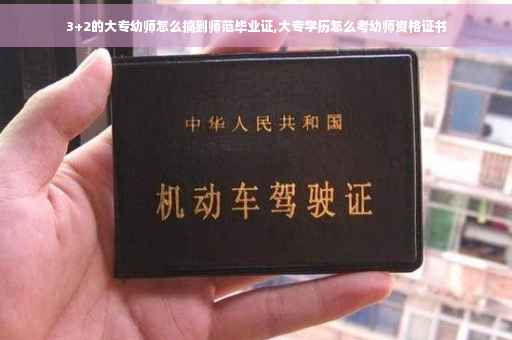 3+2的大专幼师怎么搞到师范毕业证,大专学历怎么考幼师资格证书
中华人民共和国
机动车驾驶证